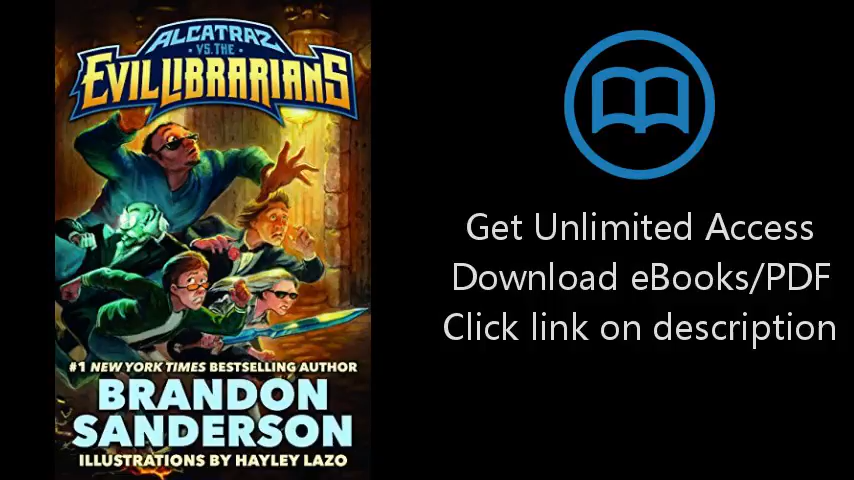 ALCATRAZ
VS. THE
EVIL LIBRARIANS
#1 NEW YORK TIMES BESTSELLING AUTHOR
BRANDON
SANDERSON
ILLUSTRATIONS BY HAYLEY LAZO
Get Unlimited Access
Download eBooks/PDF
Click link on description